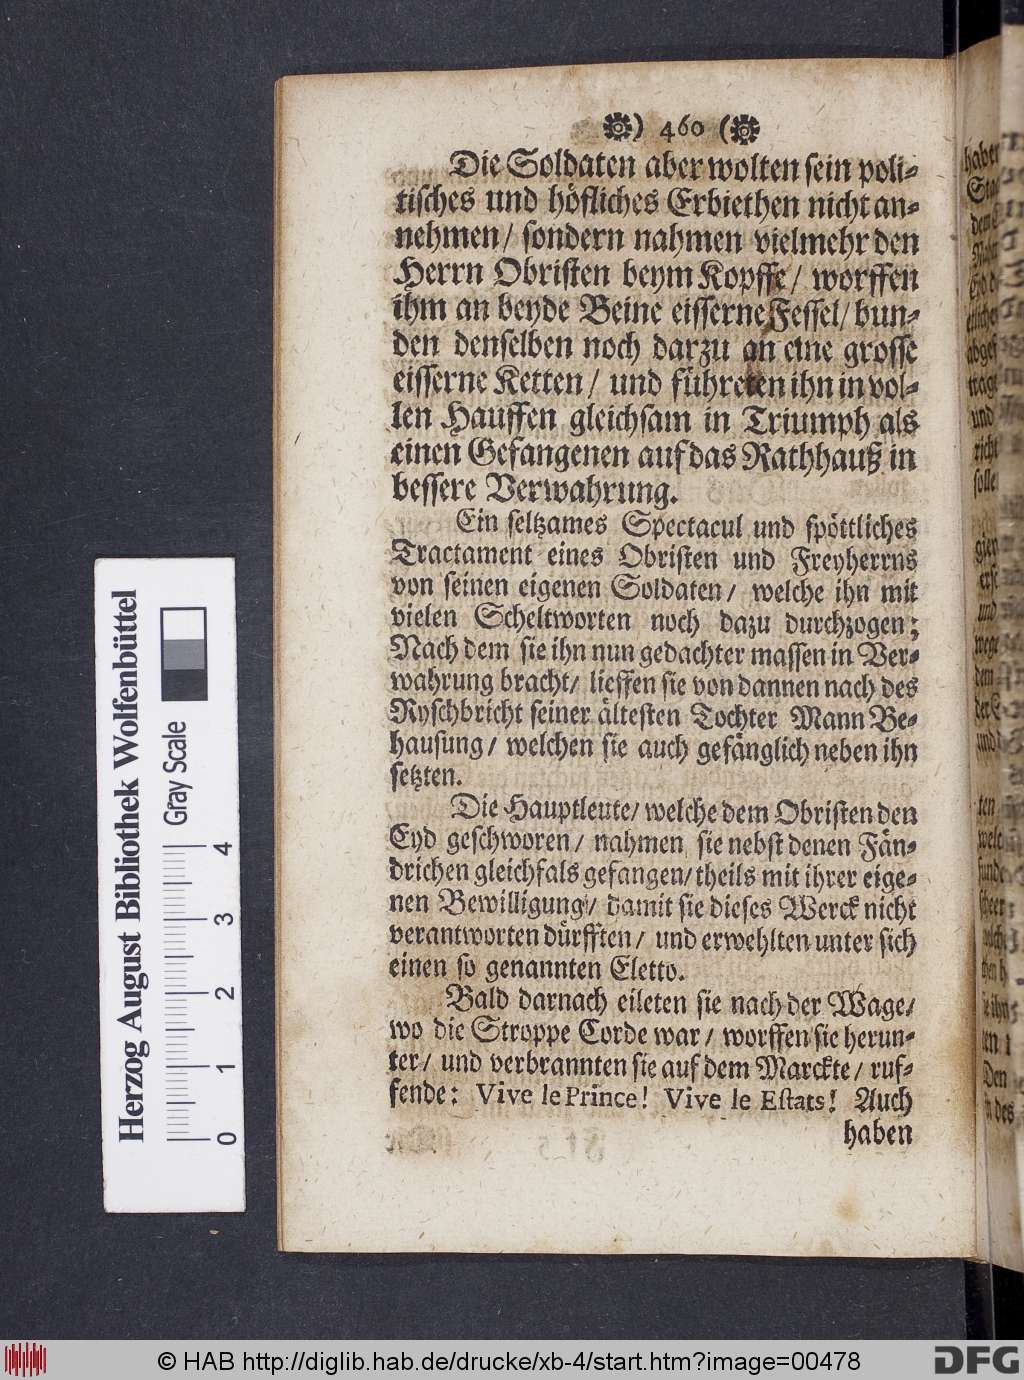 ❁) 460 (❁
Die Soldaten aber wolten sein poli-
tisches und höfliches Erbiethen nicht an-
nehmen / sondern nahmen vielmehr den
Herrn Obristen beym Kopffe / worffen
ihm an beyde Beine eisserne Fessel / bun-
den denselben noch darzu an eine grosse
eisserne Ketten / und führeten ihn in vol-
len Hauffen gleichsam in Triumph als
einen Gefangenen auf das Rathhauß in
bessere Verwahrung.
Ein seltzames Spectacul und spöttliches
Tractament eines Obristen und Freyherrns
von seinen eigenen Soldaten / welche ihn mit
vielen Scheltworten noch dazu durchzogen;
Nach dem sie ihn nun gedachter massen in Ver-
wahrung bracht / lieffen sie von dannen nach des
Ryschbricht seiner ältesten Tochter Mann Be-
hausung / welchen sie auch gefänglich neben ihn
setzten.
Die Hauptleute / welche dem Obristen den
Eyd geschworen / nahmen sie nebst denen Fän-
drichen gleichfals gefangen / theils mit ihrer eige-
nen Bewilligung / damit sie dieses Werck nicht
verantworten dürfften / und erwehlten unter sich
einen so genannten Eletto.
Bald darnach eileten sie nach der Wage /
wo die Stroppe Corde war / worffen sie herun-
ter / und verbrannten sie auf dem Marckte / ruf-
fende: Vive le Prince! Vive le Estats! Auch
haben
Herzog August Bibliothek Wolfenbüttel
Gray Scale
0 1 2 3 4
© HAB http://diglib.hab.de/drucke/xb-4/start.htm?image=00478
DFG